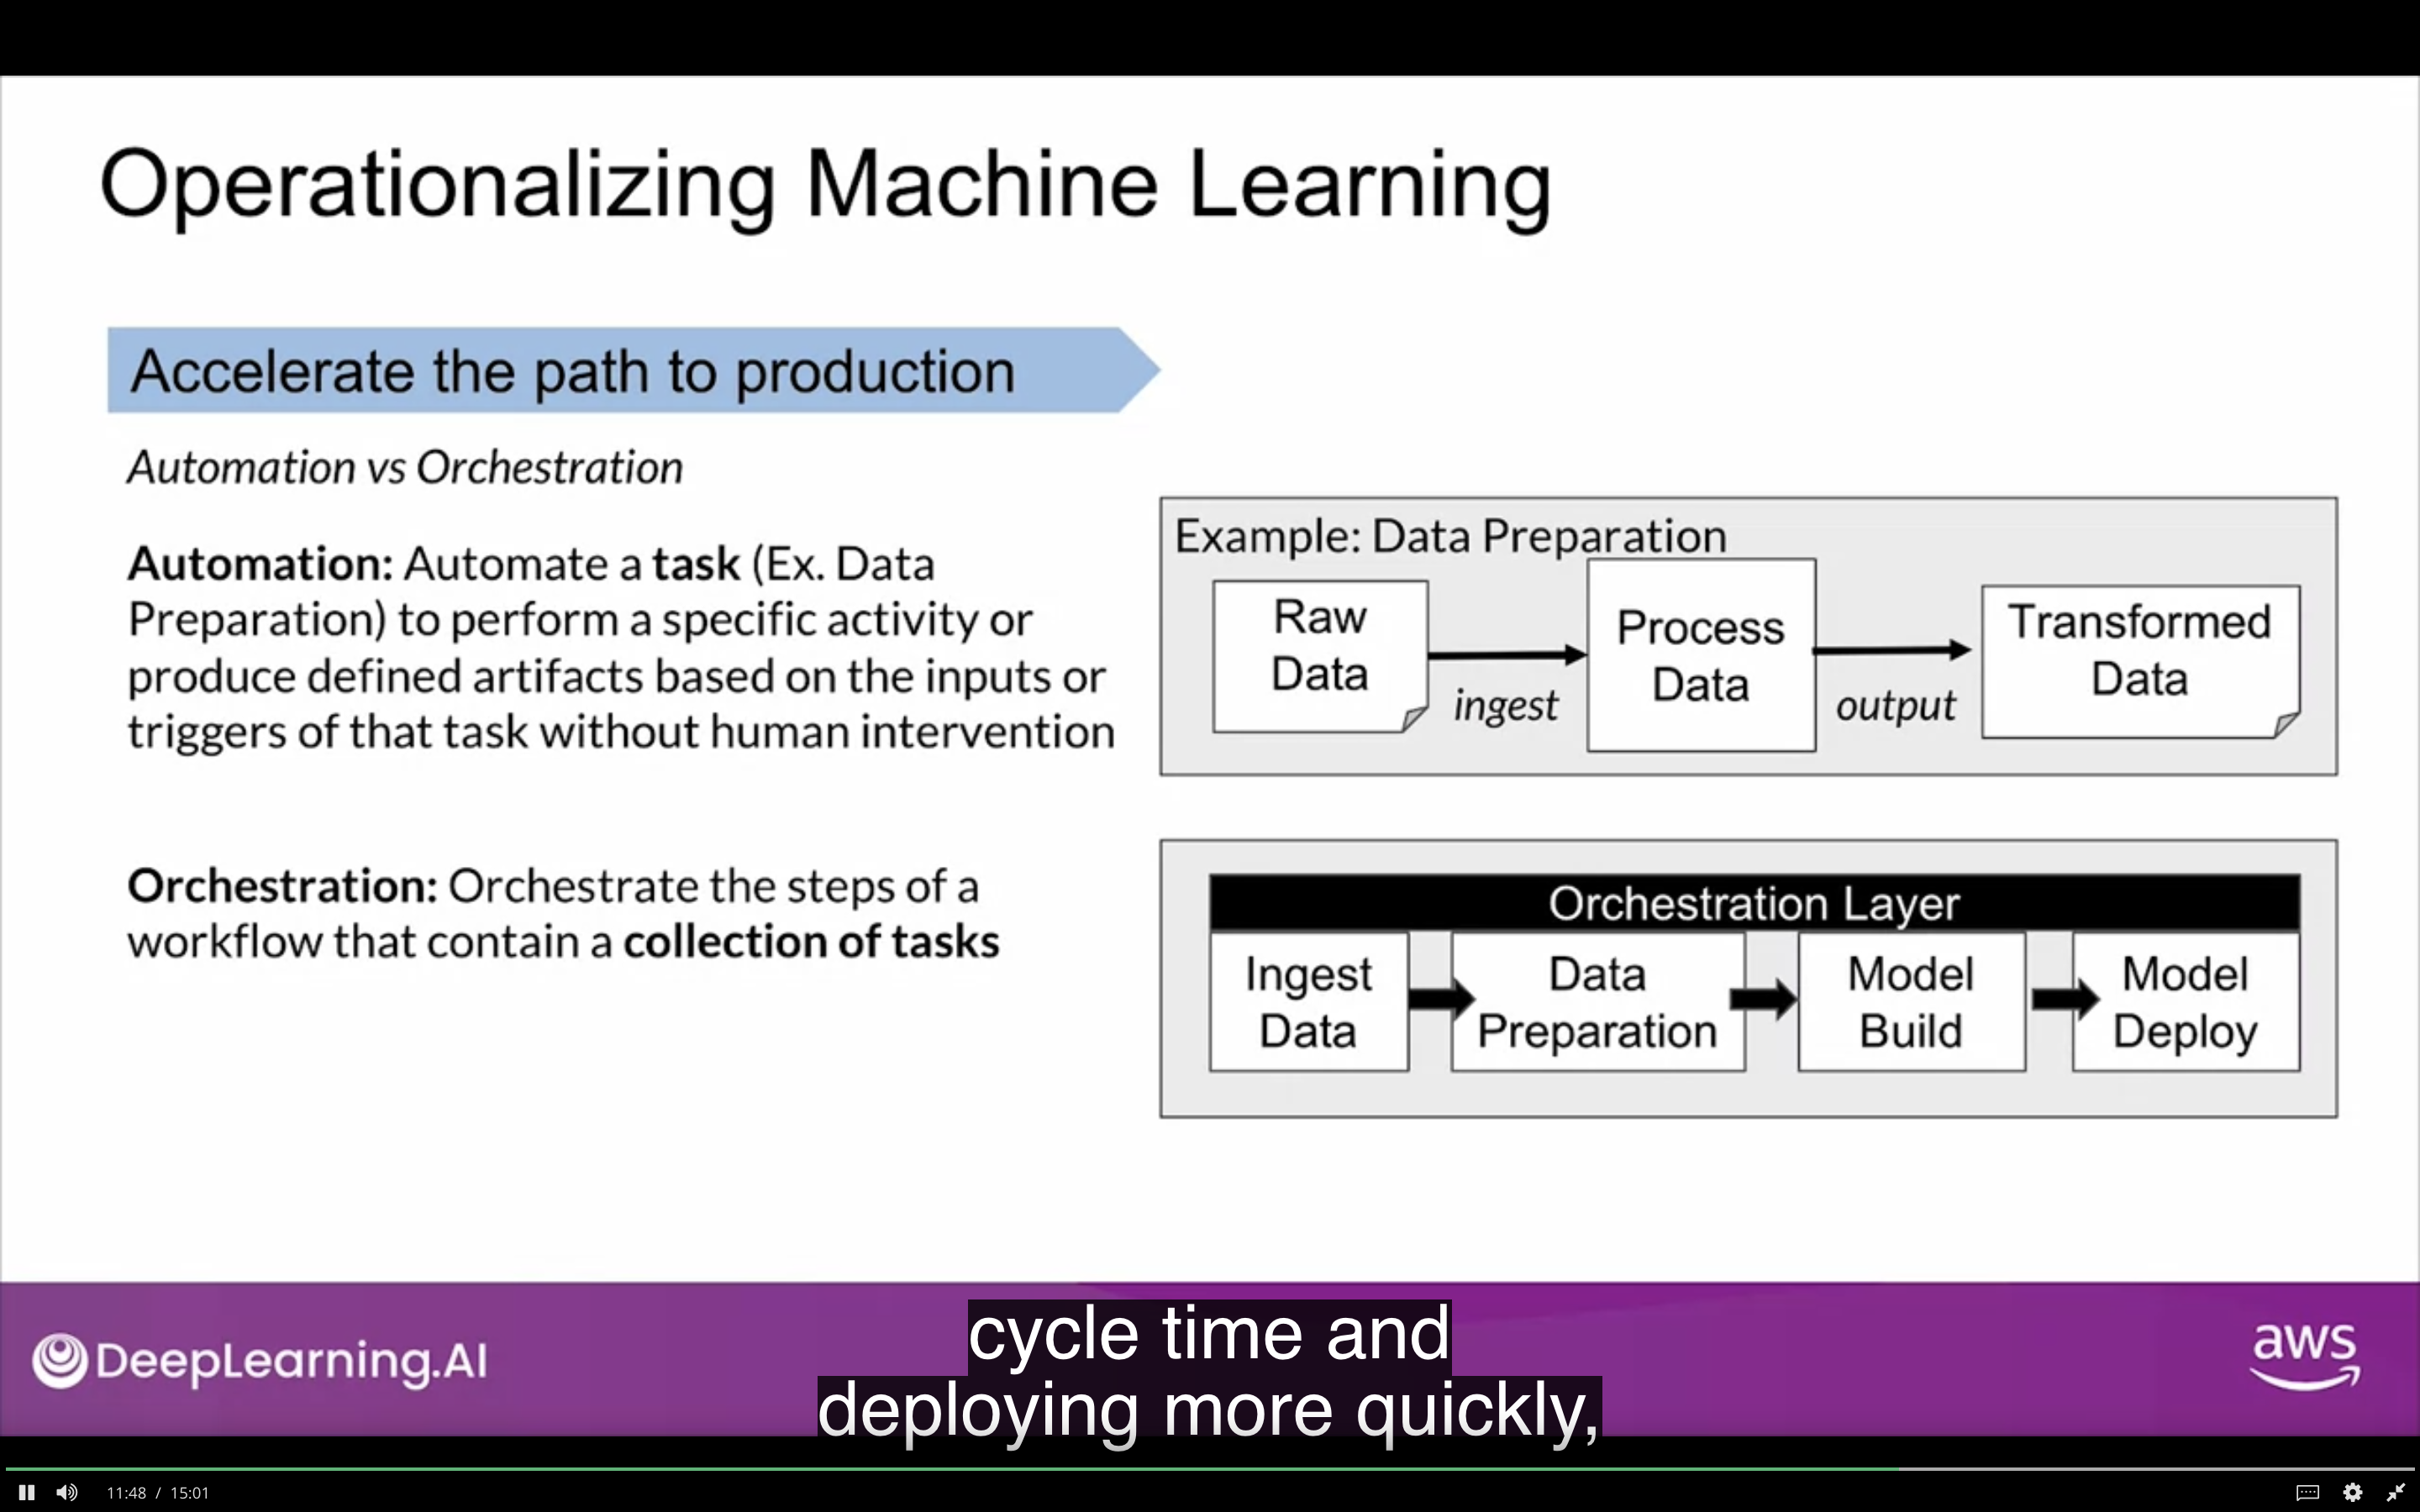 Operationalizing Machine Learning
Accelerate the path to production
Automation vs Orchestration
Automation: Automate a task (Ex. Data
Preparation) to perform a specific activity or
produce defined artifacts based on the inputs or
triggers of that task without human intervention
Example: Data Preparation
Raw
Data
ingest
Process
Data
output
Transformed
Data
Orchestration: Orchestrate the steps of a
workflow that contain a collection of tasks
Orchestration Layer
Ingest
Data
Data
Preparation
Model
Build
Model
Deploy
DeepLearning.AI
cycle time and
deploying more quickly,
aws
11:48 / 15:01